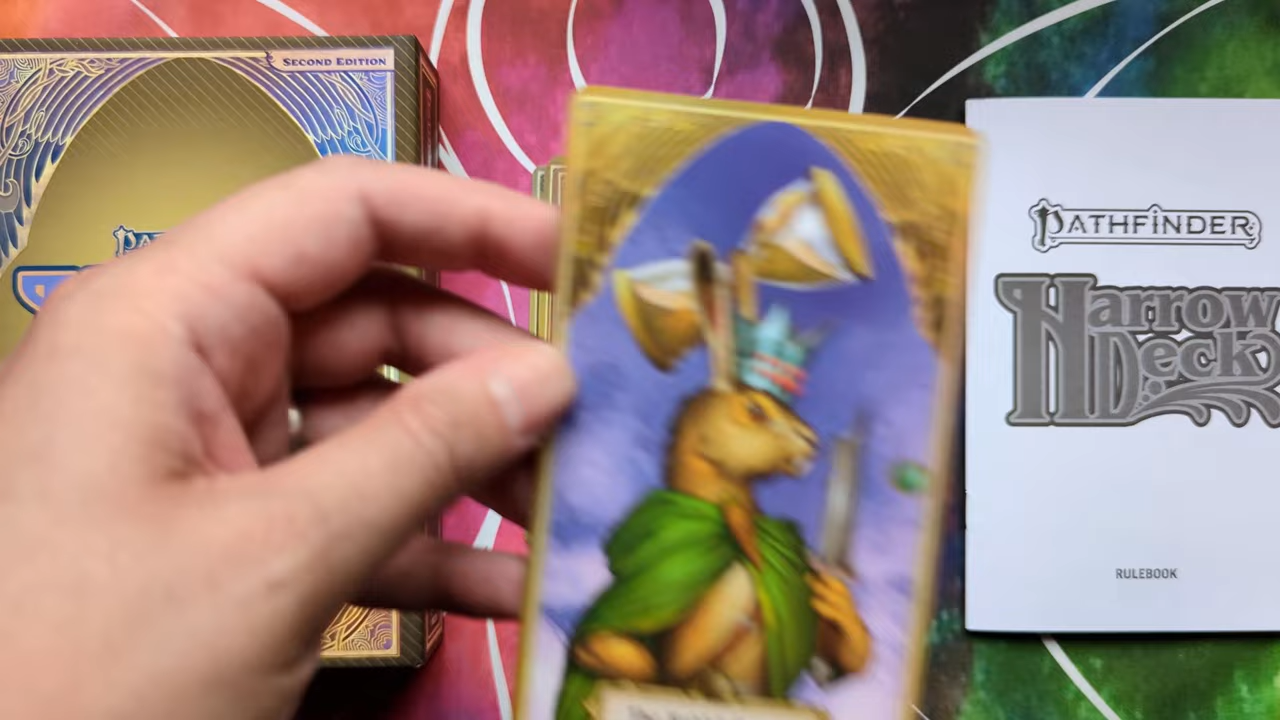 SECOND EDITION
PATHFINDER
HARROW
DECK
RULEBOOK